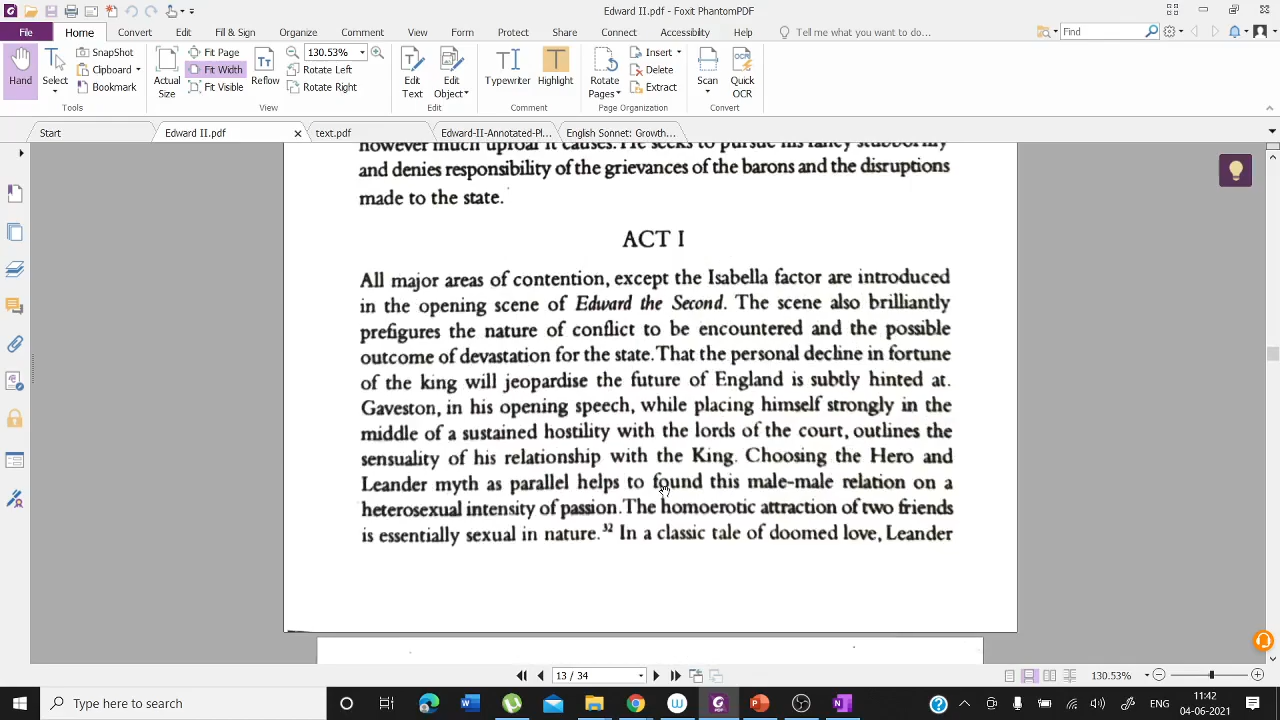 Edward II.pdf - Foxit PhantomPDF
File Home Convert Edit Fill & Sign Organize Comment View Form Protect Share Connect Accessibility Help Tell me what you want to do... Find
SnapShot Fit Page 130.53% Rotate Left Insert
Clipboard Fit Width Rotate Right Delete
Bookmark Fit Visible Extract
Hand Select Actual Size Reflow Edit Text Edit Object Typewriter Highlight Rotate Pages Scan Quick OCR
Tools View Edit Comment Page Organization Convert
Start Edward II.pdf text.pdf Edward-II-Annotated-Pl... English Sonnet: Growth...
however much uproar it causes. He seeks to pursue his fancy stubbornly
and denies responsibility of the grievances of the barons and the disruptions
made to the state.
ACT I
All major areas of contention, except the Isabella factor are introduced
in the opening scene of Edward the Second. The scene also brilliantly
prefigures the nature of conflict to be encountered and the possible
outcome of devastation for the state. That the personal decline in fortune
of the king will jeopardise the future of England is subtly hinted at.
Gaveston, in his opening speech, while placing himself strongly in the
middle of a sustained hostility with the lords of the court, outlines the
sensuality of his relationship with the King. Choosing the Hero and
Leander myth as parallel helps to found this male-male relation on a
heterosexual intensity of passion. The homoerotic attraction of two friends
is essentially sexual in nature.32 In a classic tale of doomed love, Leander
13 / 34 130.53%
Type here to search
ENG 11:42
04-06-2021